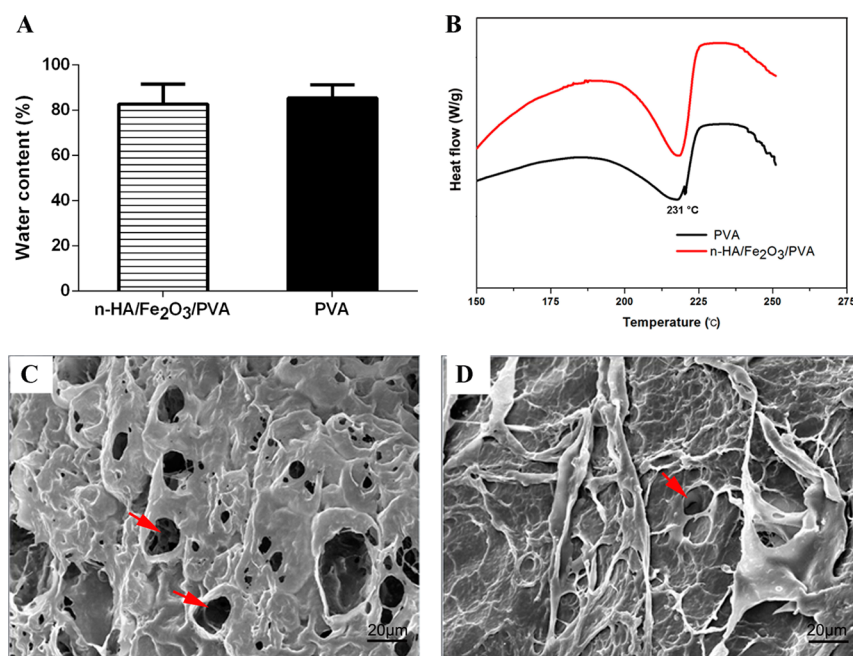 A
Water content (%)
100
80
60
40
20
0
n-HA/Fe₂O₃/PVA
PVA
B
Heat flow (W/g)
231 °C
PVA
n-HA/Fe₂O₃/PVA
150
175
200
225
250
275
Temperature (℃)
C
20μm
D
20μm